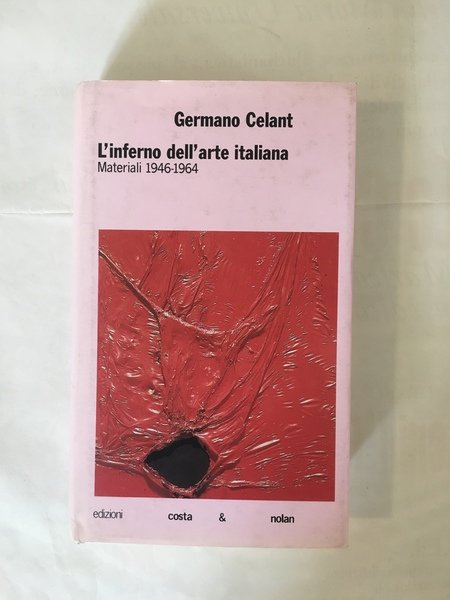 Germano Celant
L'inferno dell'arte italiana
Materiali 1946-1964
edizioni costa & nolan